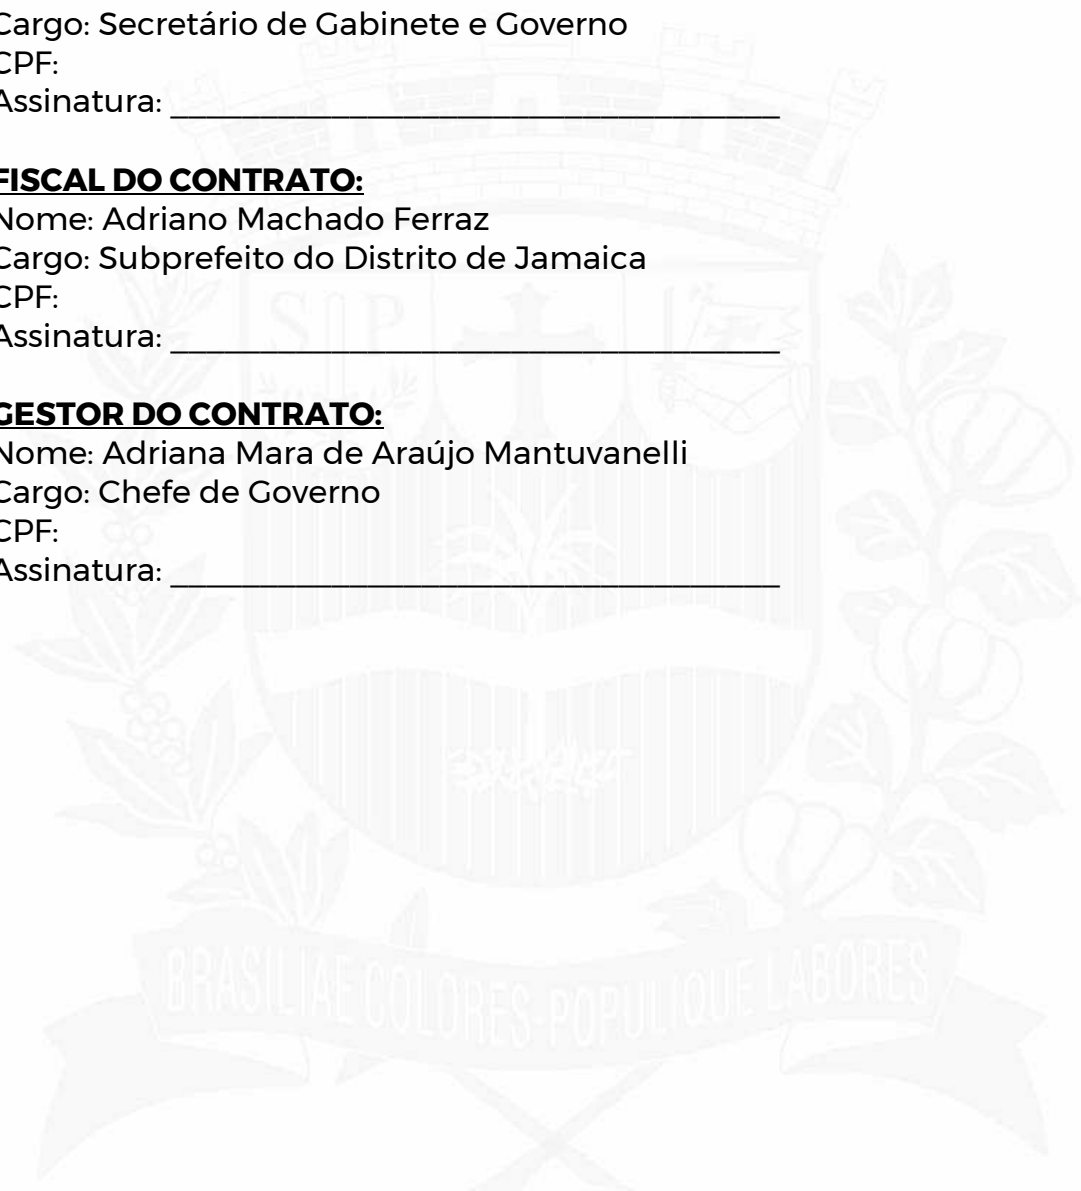 Cargo: Secretário de Gabinete e Governo
CPF:
Assinatura: ___________________________________
FISCAL DO CONTRATO:
Nome: Adriano Machado Ferraz
Cargo: Subprefeito do Distrito de Jamaica
CPF:
Assinatura: ___________________________________
GESTOR DO CONTRATO:
Nome: Adriana Mara de Araújo Mantuvanelli
Cargo: Chefe de Governo
CPF:
Assinatura: ___________________________________
BRASILIAE COLORES-POPULIQUE LABORES